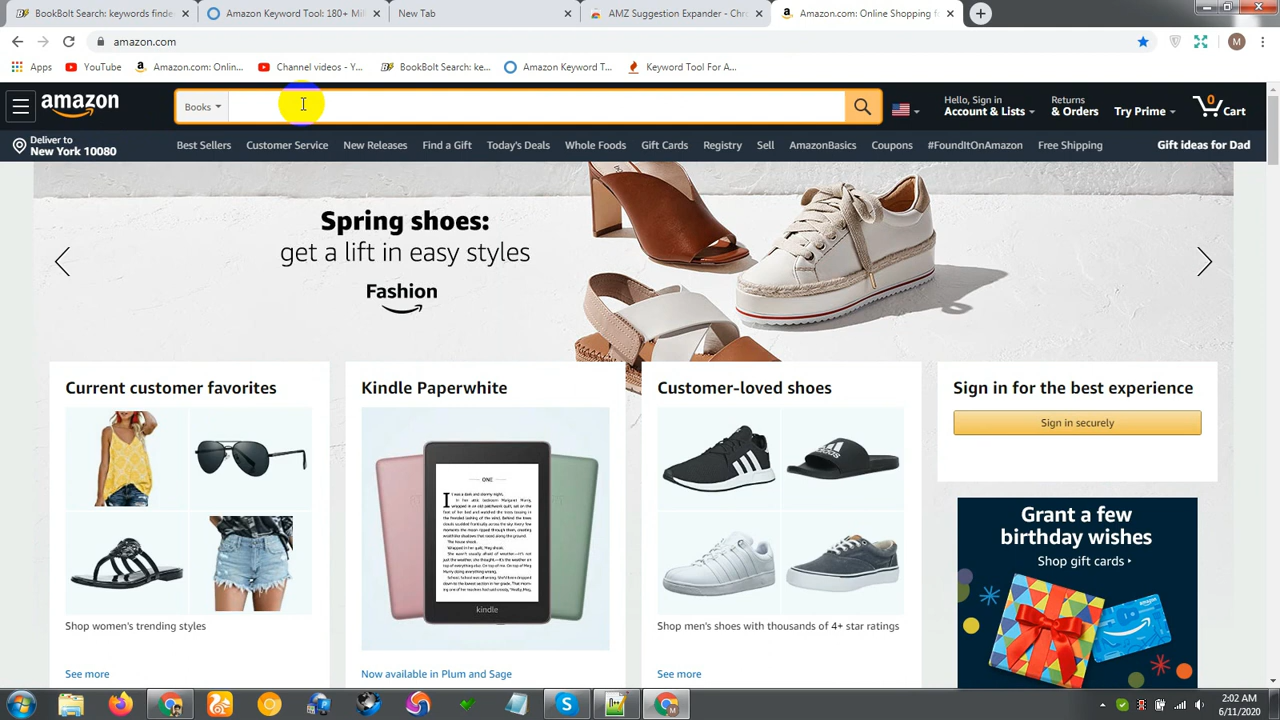 BookBolt Search: keywords finde
Amazon Keyword Tool: 180+ Mil
New Tab
AMZ Suggestion Expander - Chro
Amazon.com: Online Shopping f
amazon.com
M
Apps
YouTube
Amazon.com: Onlin...
Channel videos - Y...
BookBolt Search: ke...
Amazon Keyword T...
Keyword Tool For A...
amazon
Books
Hello, Sign in
Account & Lists
Returns
& Orders
Try Prime
0
Cart
Deliver to
New York 10080
Best Sellers
Customer Service
New Releases
Find a Gift
Today's Deals
Whole Foods
Gift Cards
Registry
Sell
AmazonBasics
Coupons
#FoundItOnAmazon
Free Shipping
Gift ideas for Dad
Spring shoes:
get a lift in easy styles
Fashion
Current customer favorites
Kindle Paperwhite
Customer-loved shoes
Sign in for the best experience
Sign in securely
ONE
kindle
Grant a few
birthday wishes
Shop gift cards ›
Shop women's trending styles
Shop men's shoes with thousands of 4+ star ratings
See more
Now available in Plum and Sage
See more
2:02 AM
6/11/2020